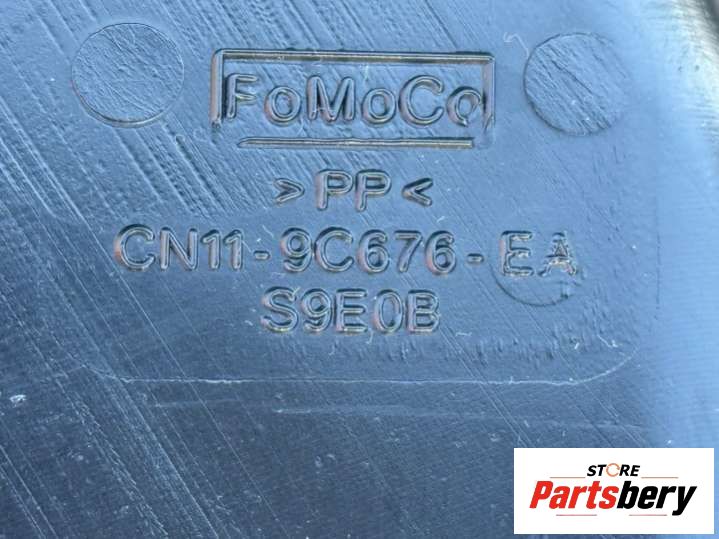 FoMoCo
>PP<
CN11-9C676-EA
S9E0B
STORE
Partsbery